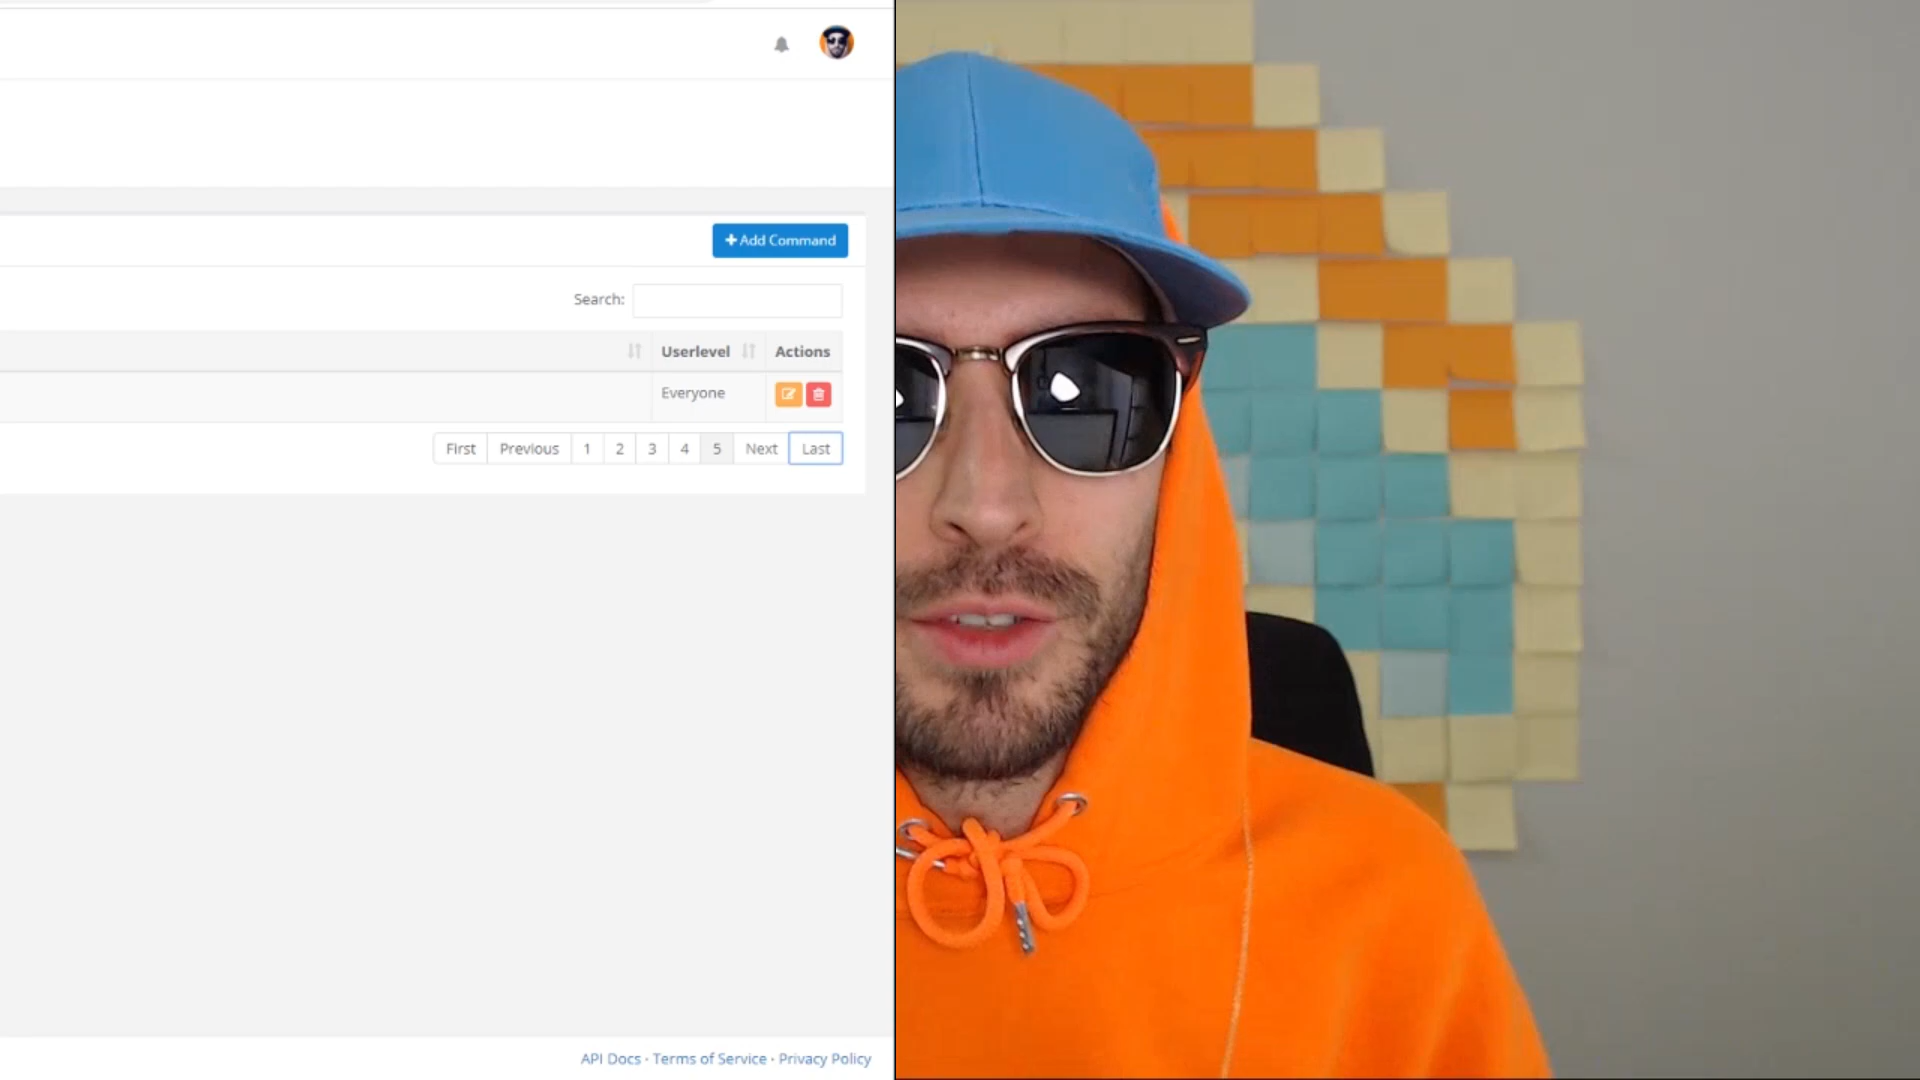 Add Command
Search:
Userlevel Actions
Everyone
First Previous 1 2 3 4 5 Next Last
API Docs · Terms of Service · Privacy Policy